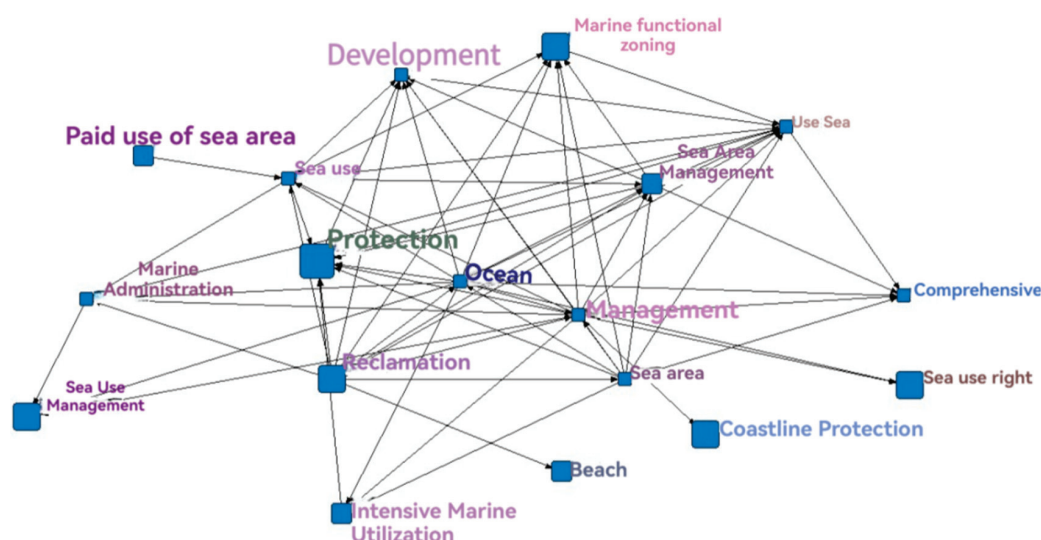 Marine functional
zoning
Development
Use Sea
Paid use of sea area
Sea Area
Management
Sea use
Protection
Marine
Administration
Ocean
Comprehensive
Management
Reclamation
Sea area
Sea use right
Sea Use
Management
Coastline Protection
Beach
Intensive Marine
Utilization